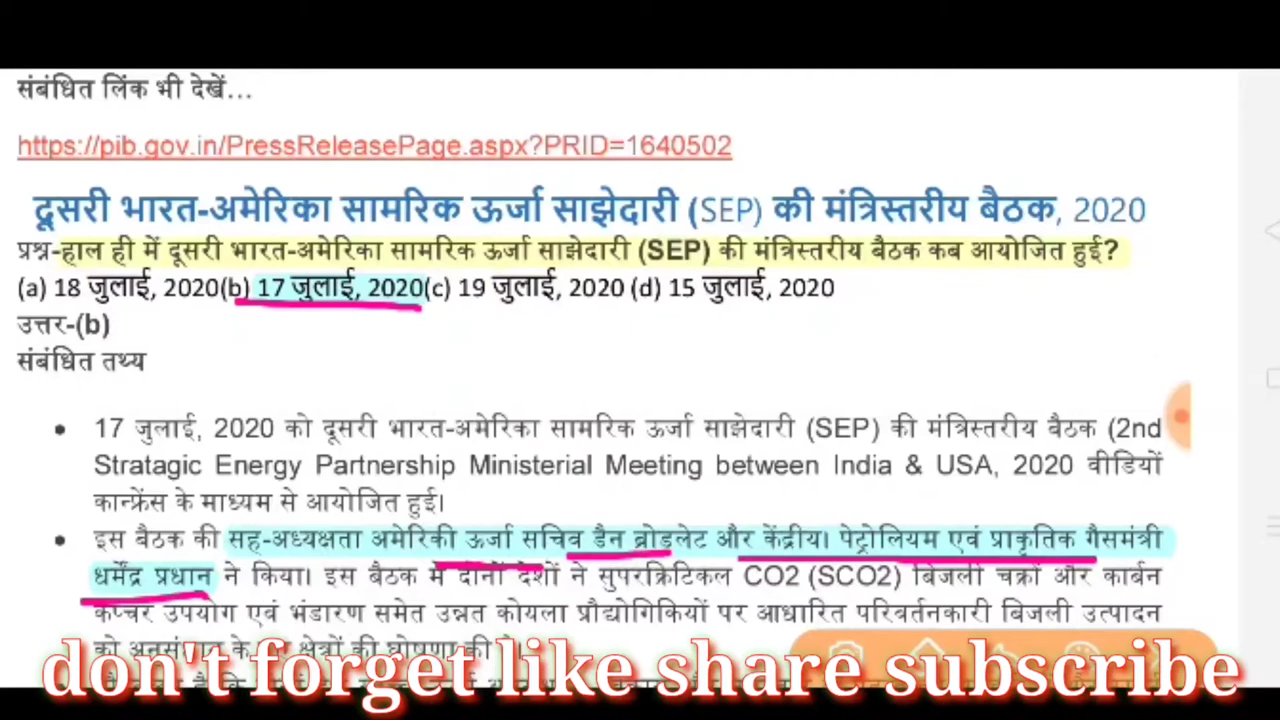 संबंधित लिंक भी देखें...
https://pib.gov.in/PressReleasePage.aspx?PRID=1640502
दूसरी भारत-अमेरिका सामरिक ऊर्जा साझेदारी (SEP) की मंत्रिस्तरीय बैठक, 2020
प्रश्न-हाल ही में दूसरी भारत-अमेरिका सामरिक ऊर्जा साझेदारी (SEP) की मंत्रिस्तरीय बैठक कब आयोजित हुई?
(a) 18 जुलाई, 2020(b) 17 जुलाई, 2020(c) 19 जुलाई, 2020 (d) 15 जुलाई, 2020
उत्तर-(b)
संबंधित तथ्य
• 17 जुलाई, 2020 को दूसरी भारत-अमेरिका सामरिक ऊर्जा साझेदारी (SEP) की मंत्रिस्तरीय बैठक (2nd
Stratagic Energy Partnership Ministerial Meeting between India & USA, 2020 वीडियों
कान्फ्रेंस के माध्यम से आयोजित हुई।
• इस बैठक की सह-अध्यक्षता अमेरिकी ऊर्जा सचिव डैन ब्रोडलेट और केंद्रीय। पेट्रोलियम एवं प्राकृतिक गैसमंत्री
धर्मेंद्र प्रधान ने किया। इस बैठक में दोनों देशों ने सुपरक्रिटिकल CO2 (SCO2) बिजली चक्रों और कार्बन
कप्चर उपयोग एवं भंडारण समेत उन्नत कोयला प्रौद्योगिकियों पर आधारित परिवर्तनकारी बिजली उत्पादन
को क्षेत्रों की घोषणा की
don't forget like share subscribe